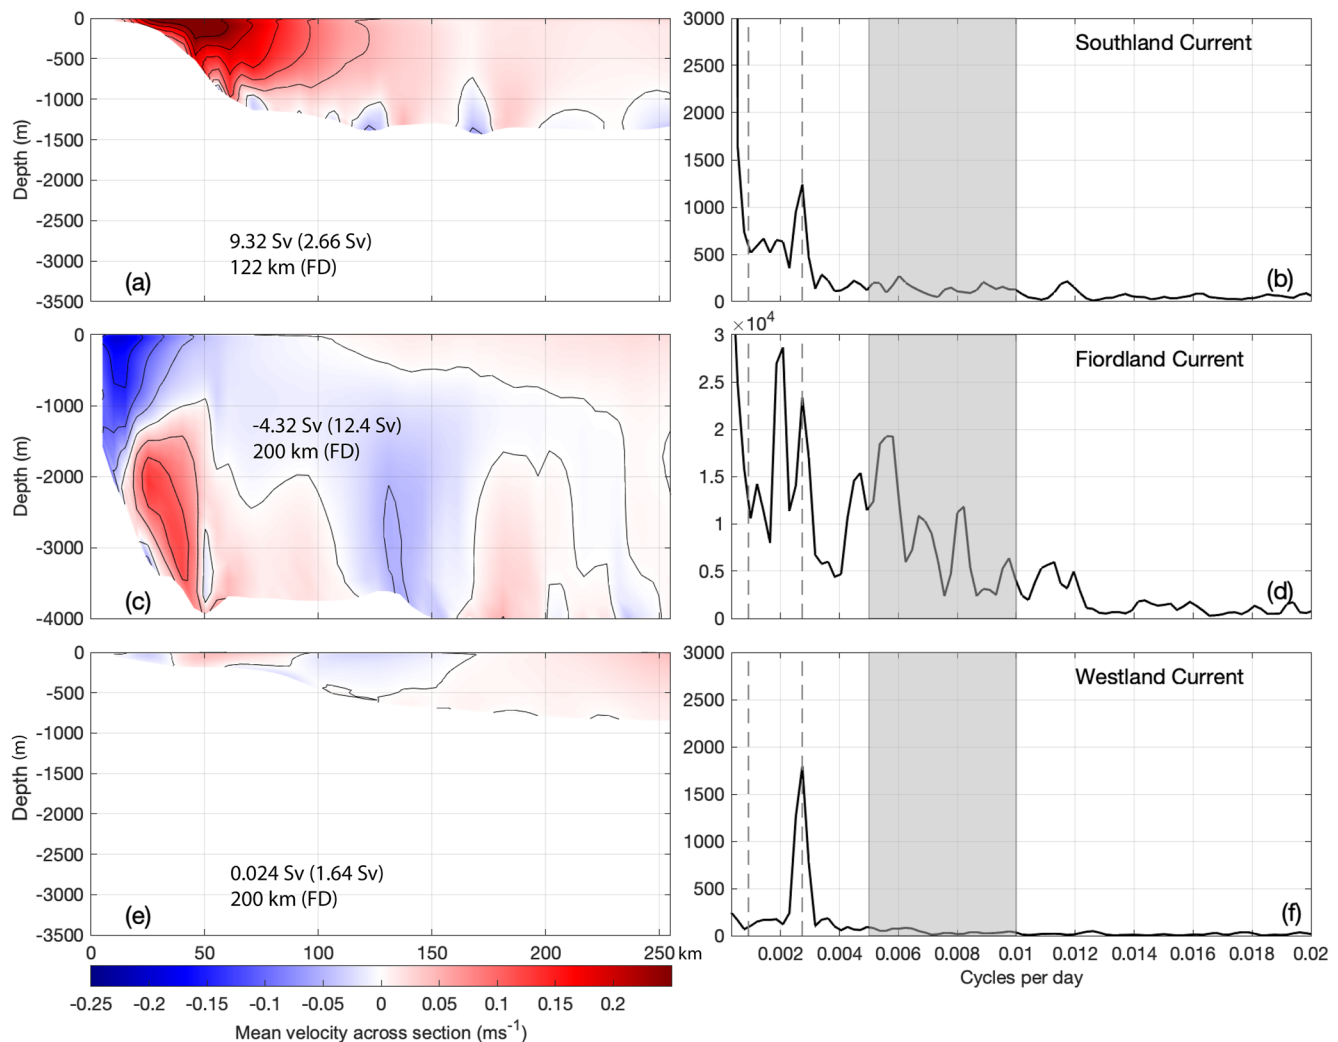 0
-500
-1000
-1500
-2000
-2500
-3000
-3500
Depth (m)
9.32 Sv (2.66 Sv)
122 km (FD)
(a)
3000
2500
2000
1500
1000
500
0
Southland Current
(b)
0
-1000
-2000
-3000
-4000
Depth (m)
-4.32 Sv (12.4 Sv)
200 km (FD)
(c)
×10⁴
3
2.5
2
1.5
1
0.5
0
Fiordland Current
(d)
0
-500
-1000
-1500
-2000
-2500
-3000
-3500
Depth (m)
0.024 Sv (1.64 Sv)
200 km (FD)
(e)
0 50 100 150 200 250 km
3000
2500
2000
1500
1000
500
0
Westland Current
(f)
0.002 0.004 0.006 0.008 0.01 0.012 0.014 0.016 0.018 0.02
Cycles per day
-0.25 -0.2 -0.15 -0.1 -0.05 0 0.05 0.1 0.15 0.2
Mean velocity across section (ms⁻¹)